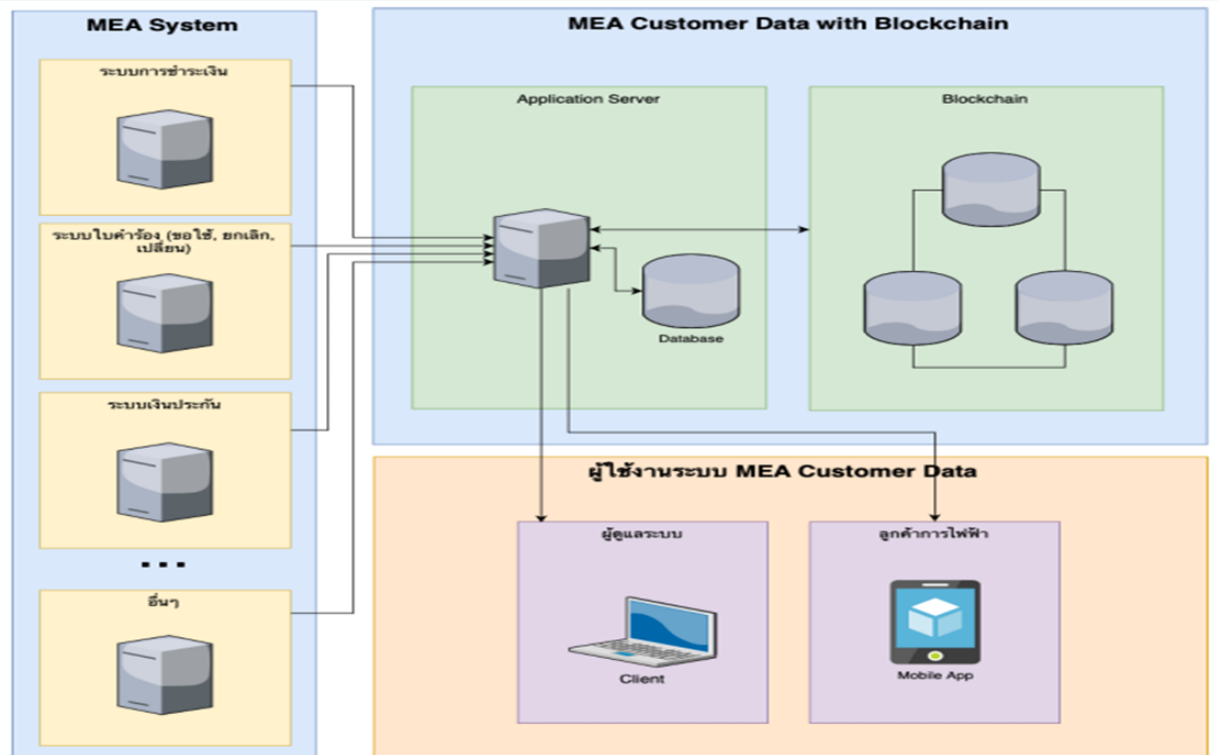 MEA System
ระบบการชำระเงิน
ระบบใบคำร้อง (ขอใช้, ยกเลิก,
เปลี่ยน)
ระบบเงินประกัน
...
อื่นๆ
MEA Customer Data with Blockchain
Application Server
Database
Blockchain
ผู้ใช้งานระบบ MEA Customer Data
ผู้ดูแลระบบ
Client
ลูกค้าการไฟฟ้า
Mobile App